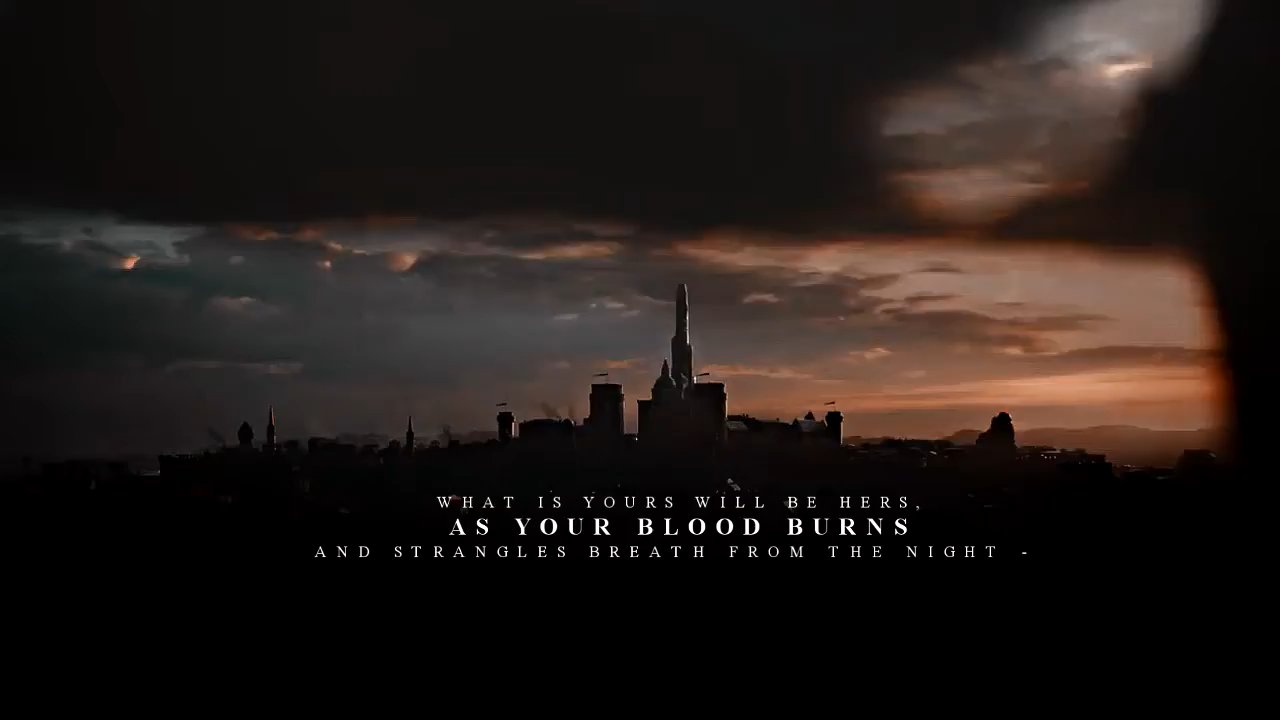 WHAT IS YOURS WILL BE HERS,
AS YOUR BLOOD BURNS
AND STRANGLES BREATH FROM THE NIGHT -